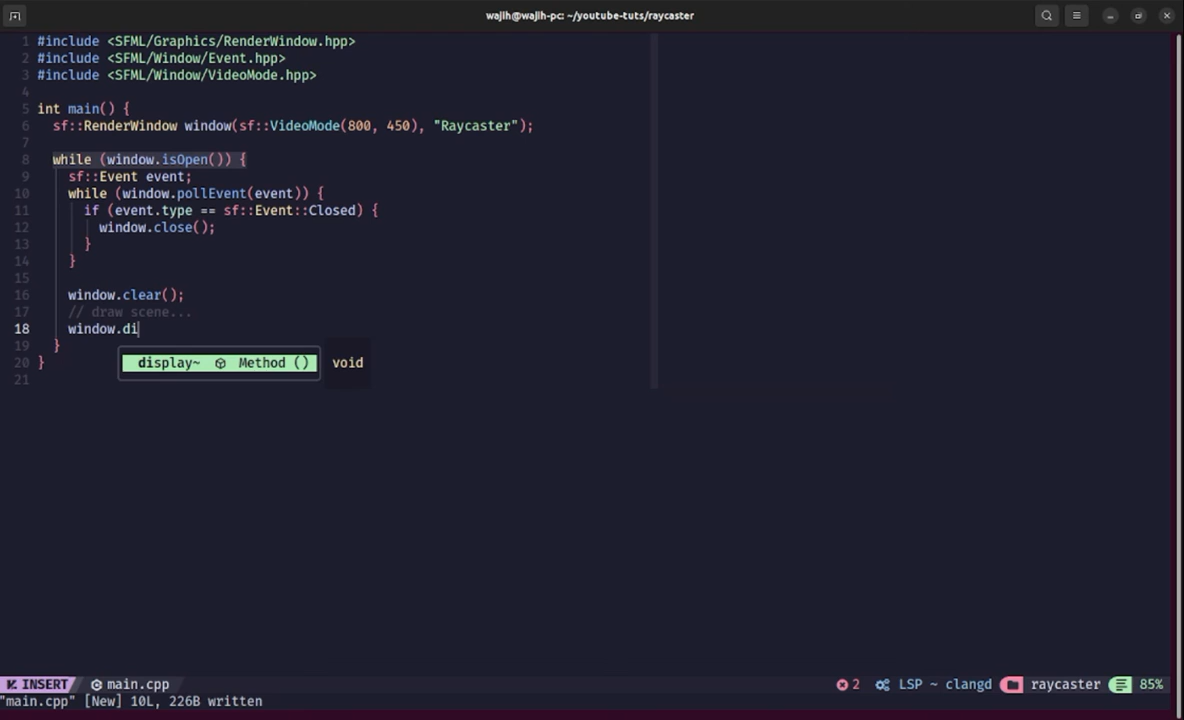 wajih@wajih-pc: ~/youtube-tuts/raycaster
1 #include <SFML/Graphics/RenderWindow.hpp>
2 #include <SFML/Window/Event.hpp>
3 #include <SFML/Window/VideoMode.hpp>
4
5 int main() {
6 sf::RenderWindow window(sf::VideoMode(800, 450), "Raycaster");
7
8 while (window.isOpen()) {
9 sf::Event event;
10 while (window.pollEvent(event)) {
11 if (event.type == sf::Event::Closed) {
12 window.close();
13 }
14 }
15
16 window.clear();
17 // draw scene...
18 window.di
19 }
20 }
display~ Method () void
21
INSERT main.cpp 2 LSP ~ clangd raycaster 85%
"main.cpp" [New] 10L, 226B written